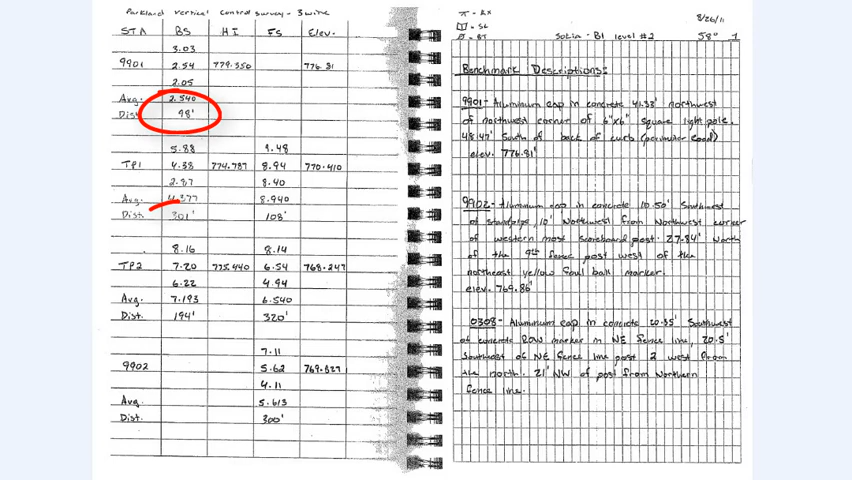 Parkland Vertical Control Survey - 3 wire
STA BS HI FS Elev.
3.03
9901 2.54 779.350 776.81
2.05
Avg. 2.540
Dist. 98'
5.88 9.48
TP1 4.38 774.787 8.94 770.410
2.87 8.40
Avg. 4.377 8.940
Dist. 301' 108'
8.16 8.14
TP2 7.20 775.440 6.54 768.247
6.22 4.94
Avg. 7.193 6.540
Dist. 194' 320'
7.11
9902 5.62 769.827
4.11
Avg. 5.613
Dist. 300'
8/26/11
Sokia - B1 level #2 58° 1
Benchmark Descriptions:
9901 - Aluminum cap in concrete 41.33' northwest
of northwest corner of 6"x6" square light pole.
48.47' South of back of curb (perimeter road)
elev. 776.81'
9902 - Aluminum cap in concrete 10.50' Southwest
of standpipe, 10' Northwest from Northwest corner
of western most Scoreboard post. 27.84' North
of the 9th fence post west of the
northeast yellow foul ball marker.
elev. 769.86'
0308 - Aluminum cap in concrete 20.55' Southwest
of concrete ROW marker in NE fence line, 20.5'
Southeast of NE fence line post 2 west from
the north. 21' NW of post from Northern
fence line.